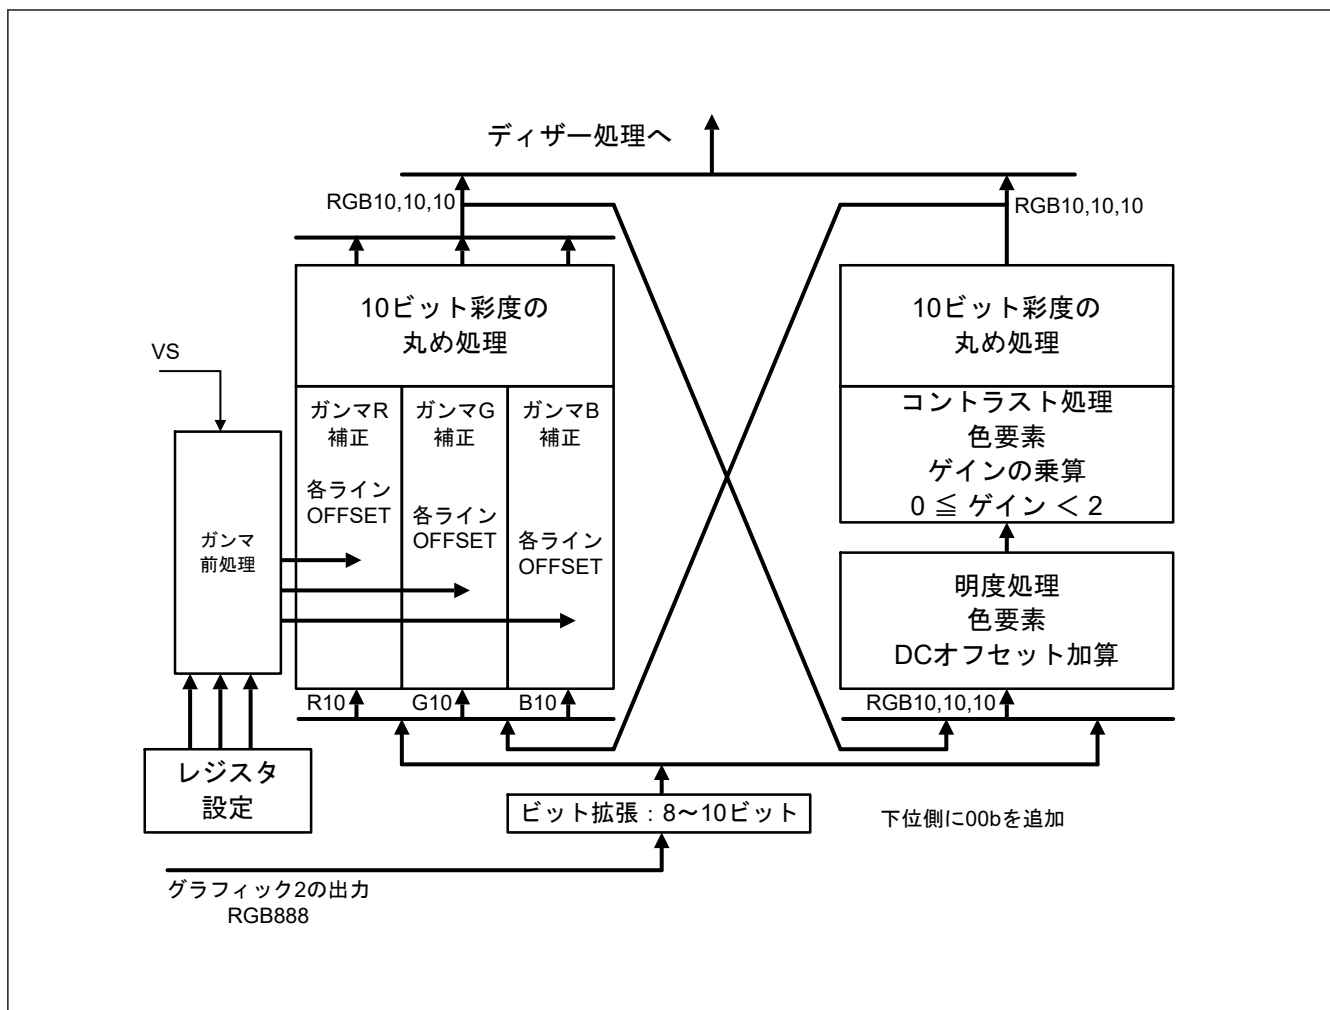 ディザー処理へ
RGB10,10,10
RGB10,10,10
10ビット彩度の
丸め処理
10ビット彩度の
丸め処理
VS
ガンマR
補正
ガンマG
補正
ガンマB
補正
コントラスト処理
色要素
ゲインの乗算
0 ≦ ゲイン < 2
各ライン
OFFSET
各ライン
OFFSET
各ライン
OFFSET
ガンマ
前処理
明度処理
色要素
DCオフセット加算
R10
G10
B10
RGB10,10,10
レジスタ
設定
ビット拡張：8～10ビット
下位側に00bを追加
グラフィック2の出力
RGB888